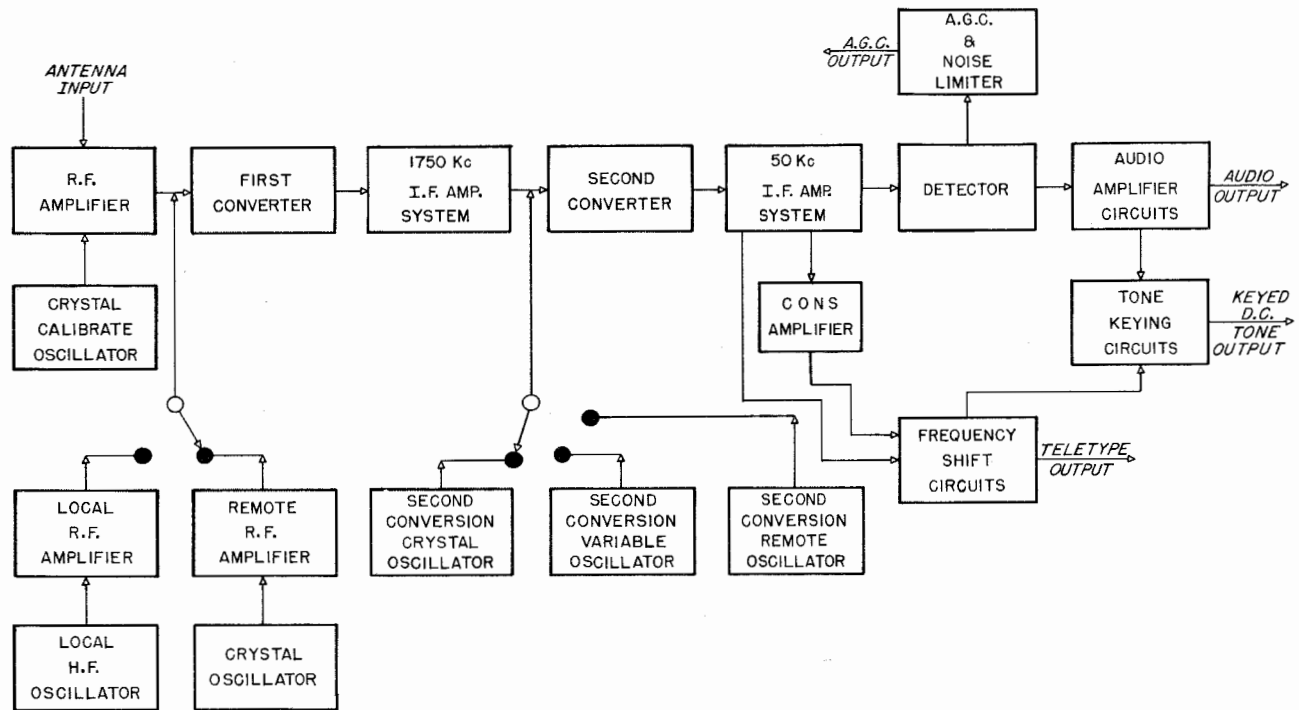 A.G.C.
&
NOISE
LIMITER
A.G.C.
OUTPUT
ANTENNA
INPUT
R.F.
AMPLIFIER
FIRST
CONVERTER
1750 Kc
I.F. AMP.
SYSTEM
SECOND
CONVERTER
50 Kc
I.F. AMP.
SYSTEM
DETECTOR
AUDIO
AMPLIFIER
CIRCUITS
AUDIO
OUTPUT
CRYSTAL
CALIBRATE
OSCILLATOR
CONS
AMPLIFIER
TONE
KEYING
CIRCUITS
KEYED
D.C.
TONE
OUTPUT
FREQUENCY
SHIFT
CIRCUITS
TELETYPE
OUTPUT
LOCAL
R.F.
AMPLIFIER
REMOTE
R.F.
AMPLIFIER
SECOND
CONVERSION
CRYSTAL
OSCILLATOR
SECOND
CONVERSION
VARIABLE
OSCILLATOR
SECOND
CONVERSION
REMOTE
OSCILLATOR
LOCAL
H.F.
OSCILLATOR
CRYSTAL
OSCILLATOR